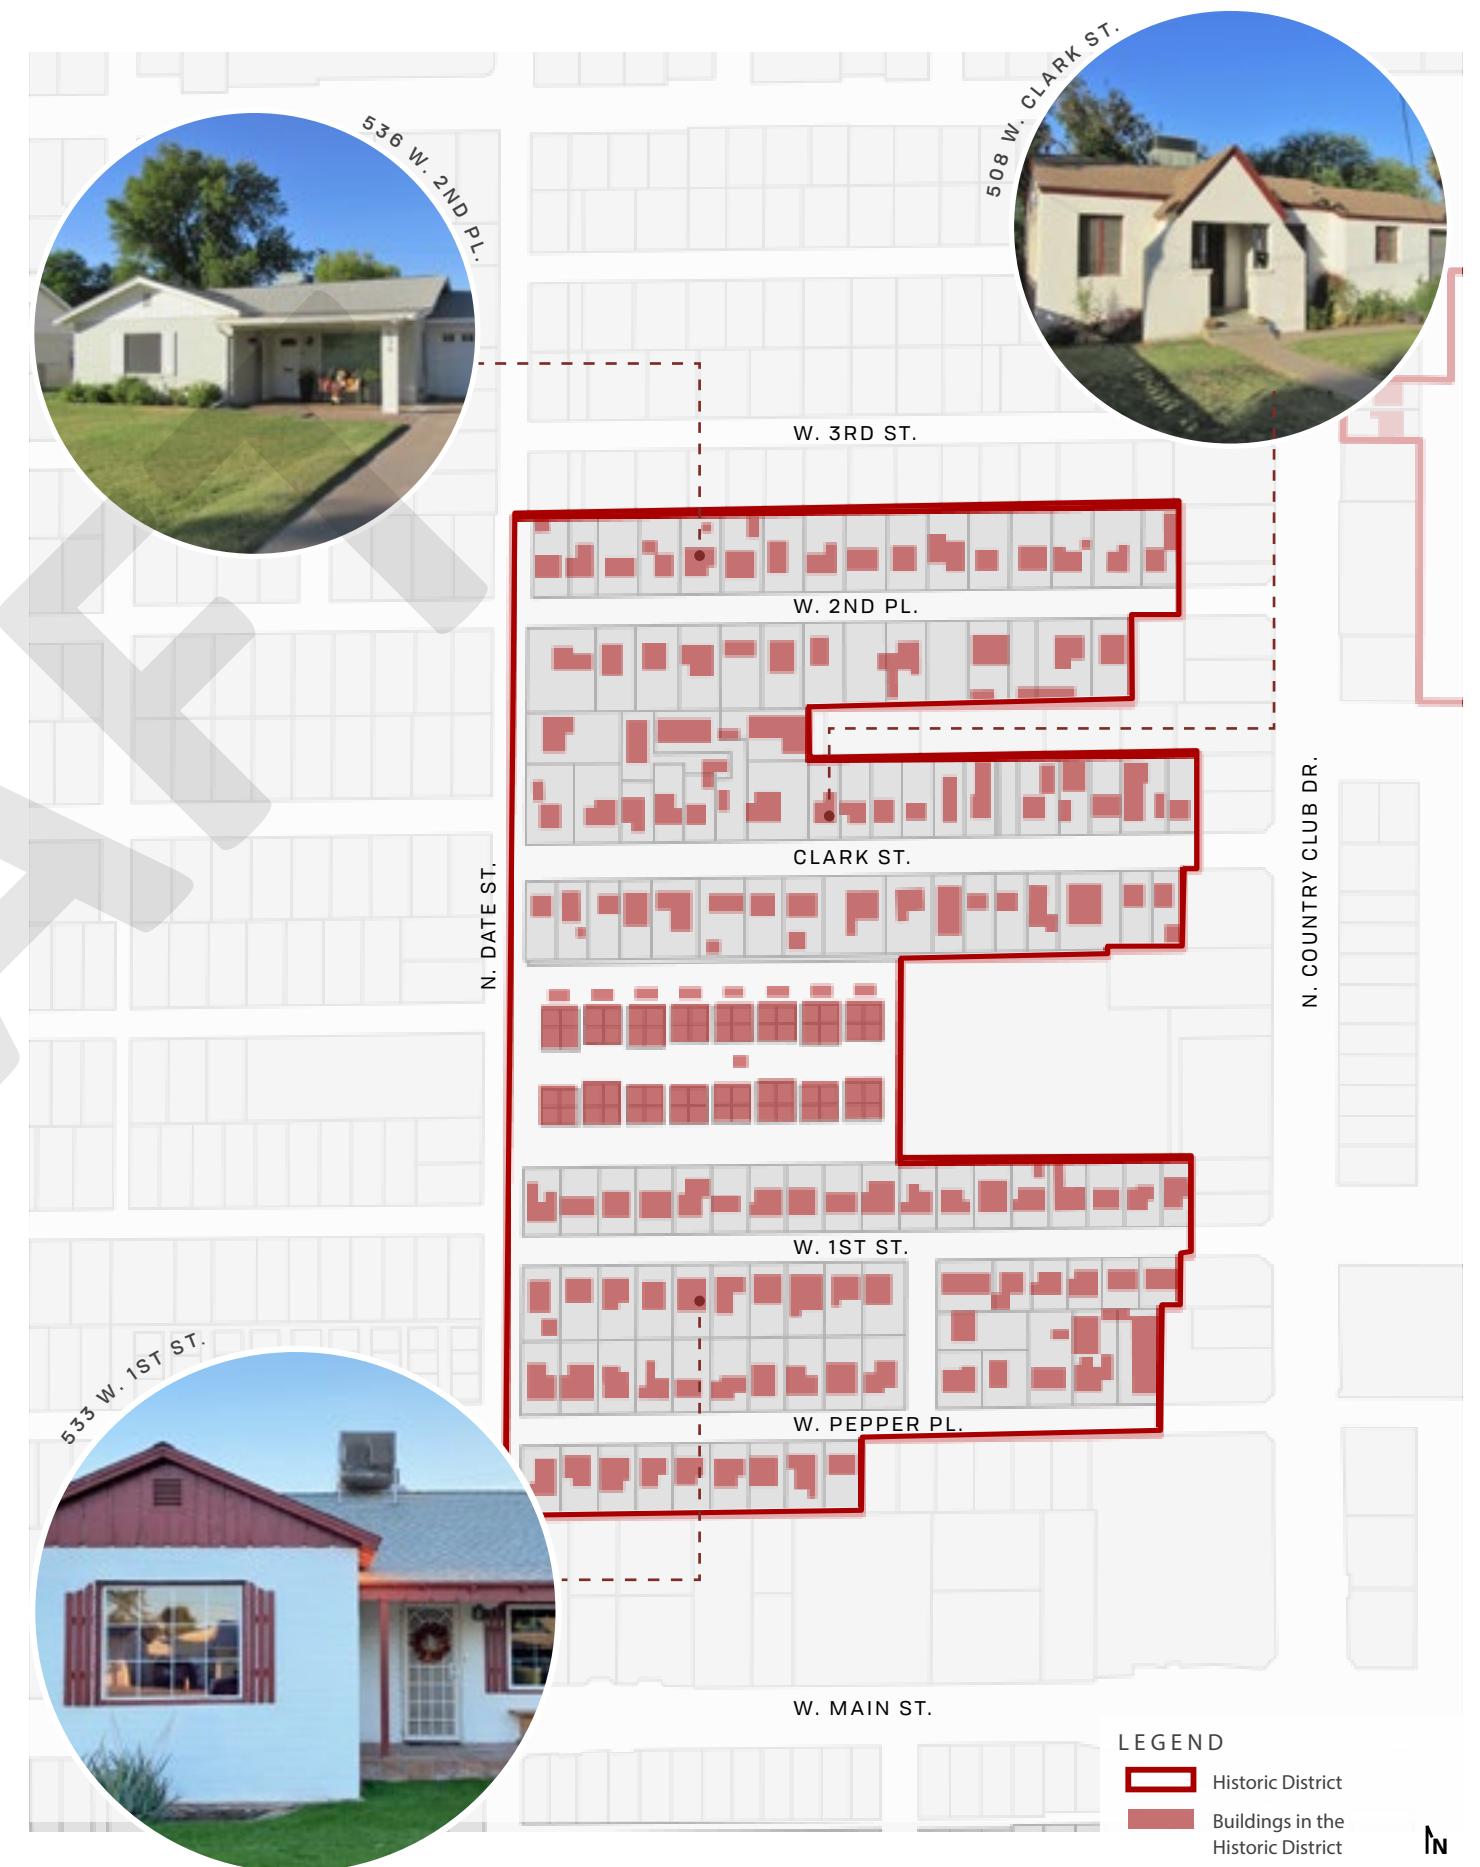 508 W. CLARK ST.
536 W. 2ND PL.
W. 3RD ST.
W. 2ND PL.
CLARK ST.
N. DATE ST.
N. COUNTRY CLUB DR.
W. 1ST ST.
533 W. 1ST ST.
W. PEPPER PL.
W. MAIN ST.
LEGEND
Historic District
Buildings in the
Historic District
N